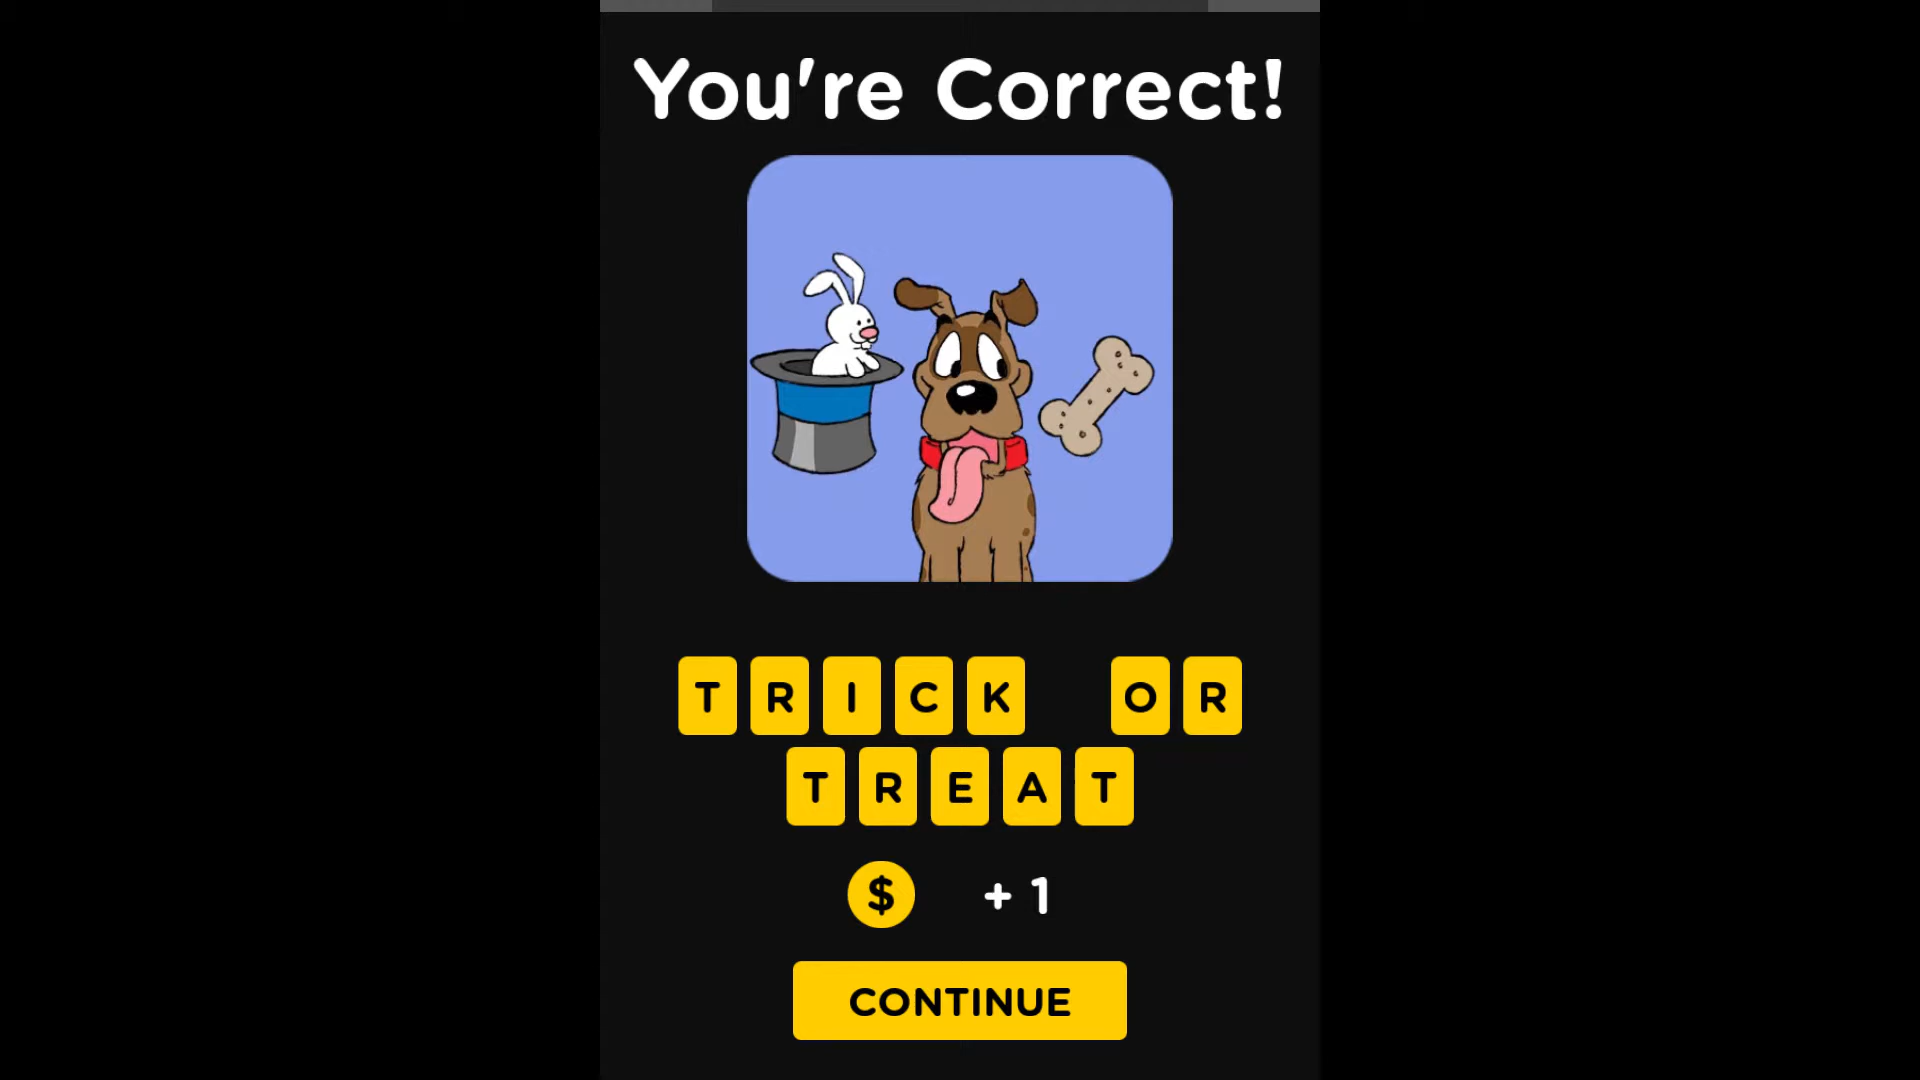 You're Correct!
TRICK OR
TREAT
$ + 1
CONTINUE